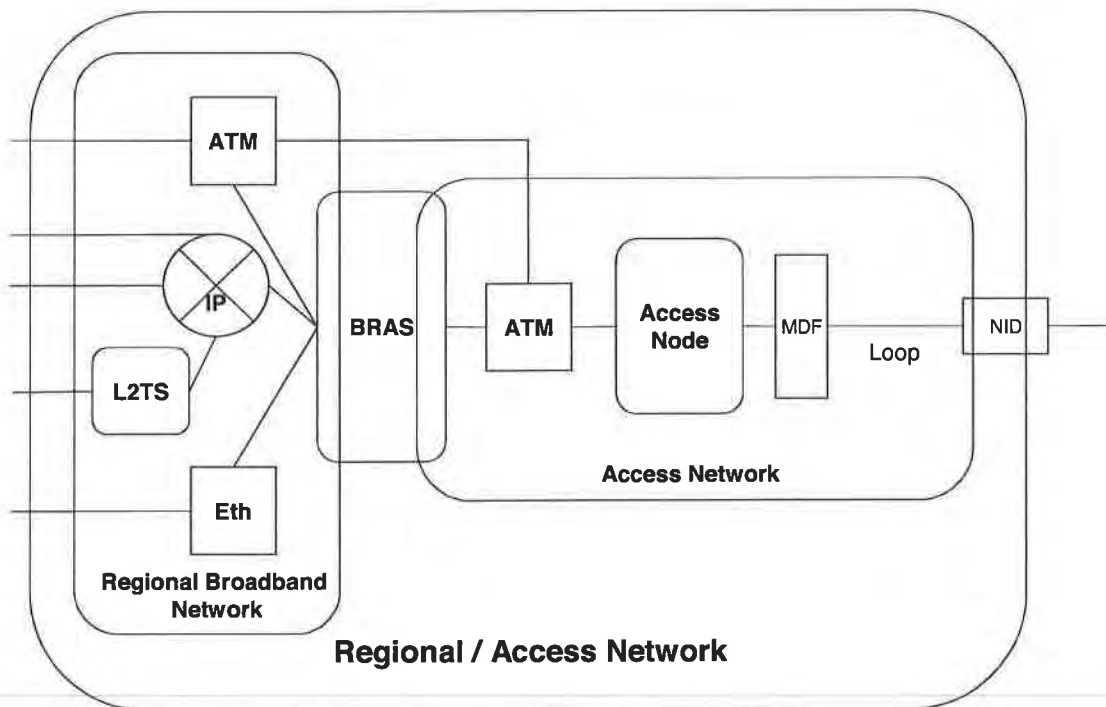 ATM
IP
L2TS
Eth
Regional Broadband
Network
BRAS
ATM
Access
Node
MDF
Loop
NID
Access Network
Regional / Access Network